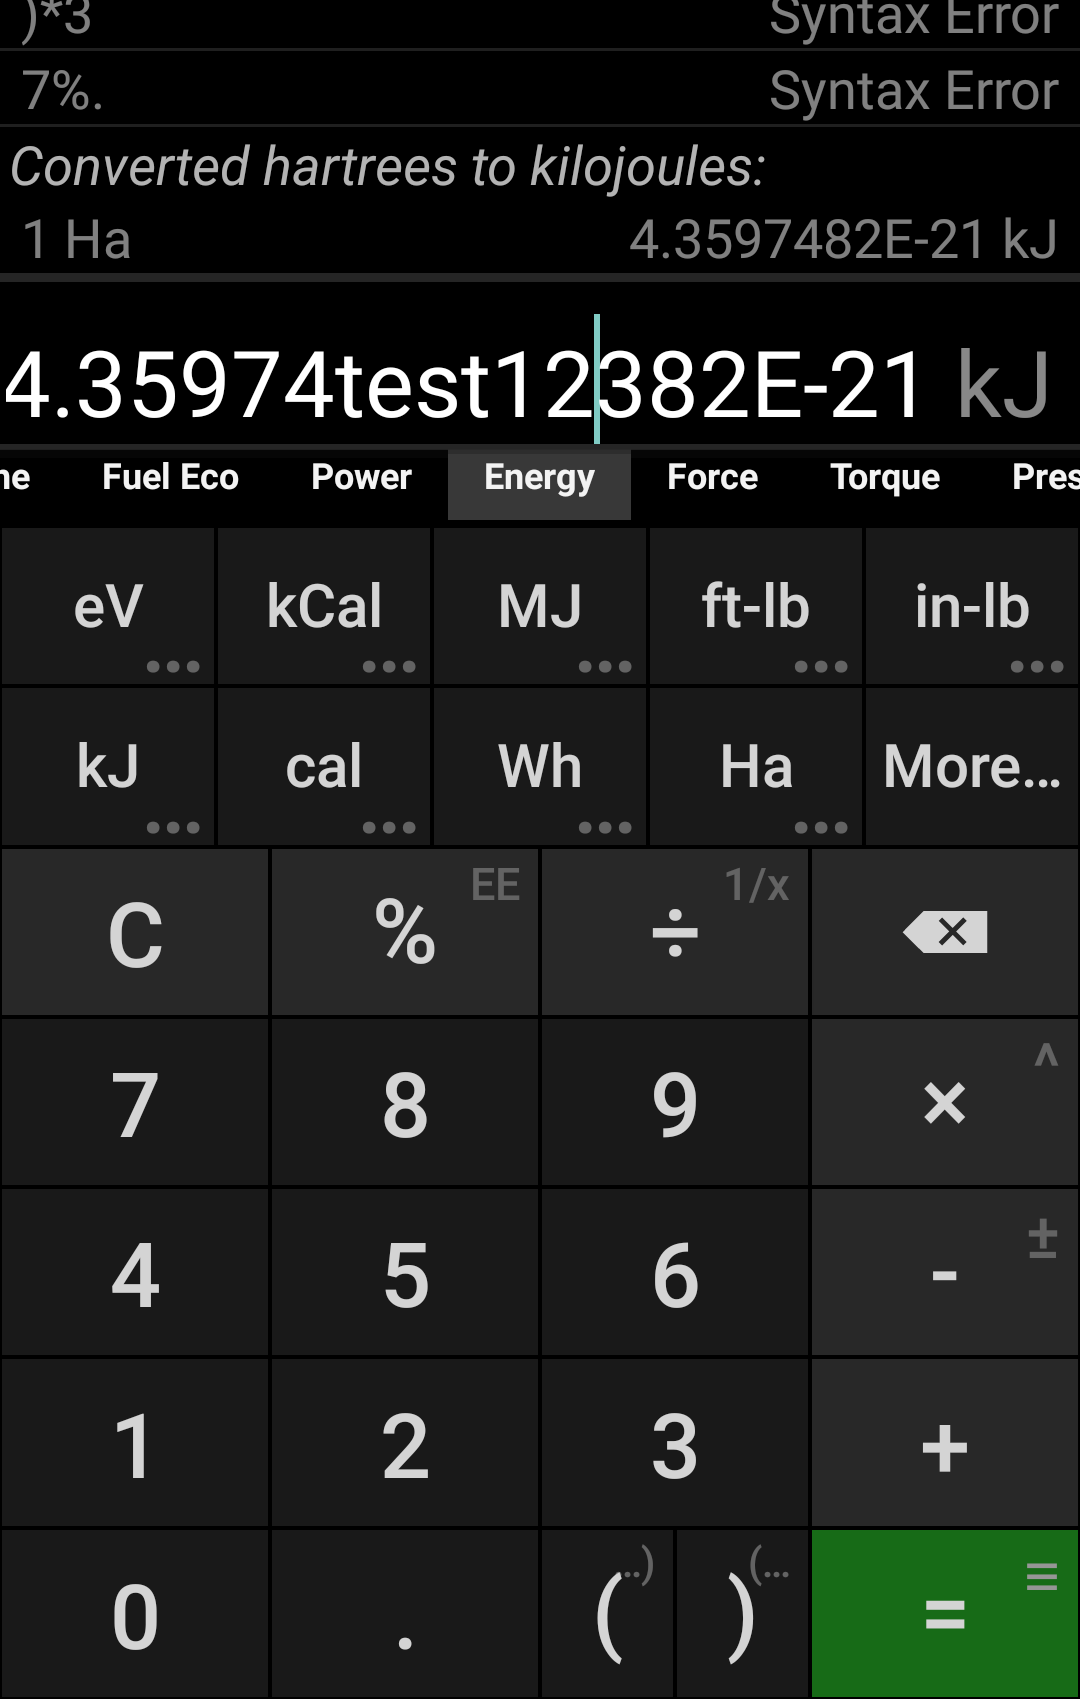 )*3 Syntax Error
7%. Syntax Error
Converted hartrees to kilojoules:
1 Ha 4.3597482E-21 kJ
4.35974test12382E-21 kJ
ne Fuel Eco Power Energy Force Torque Pres
eV kCal MJ ft-lb in-lb
kJ cal Wh Ha More...
C % EE ÷ 1/x
7 8 9 × ^
4 5 6 - ±
1 2 3 +
0 . ( ..) ) (... = ≡